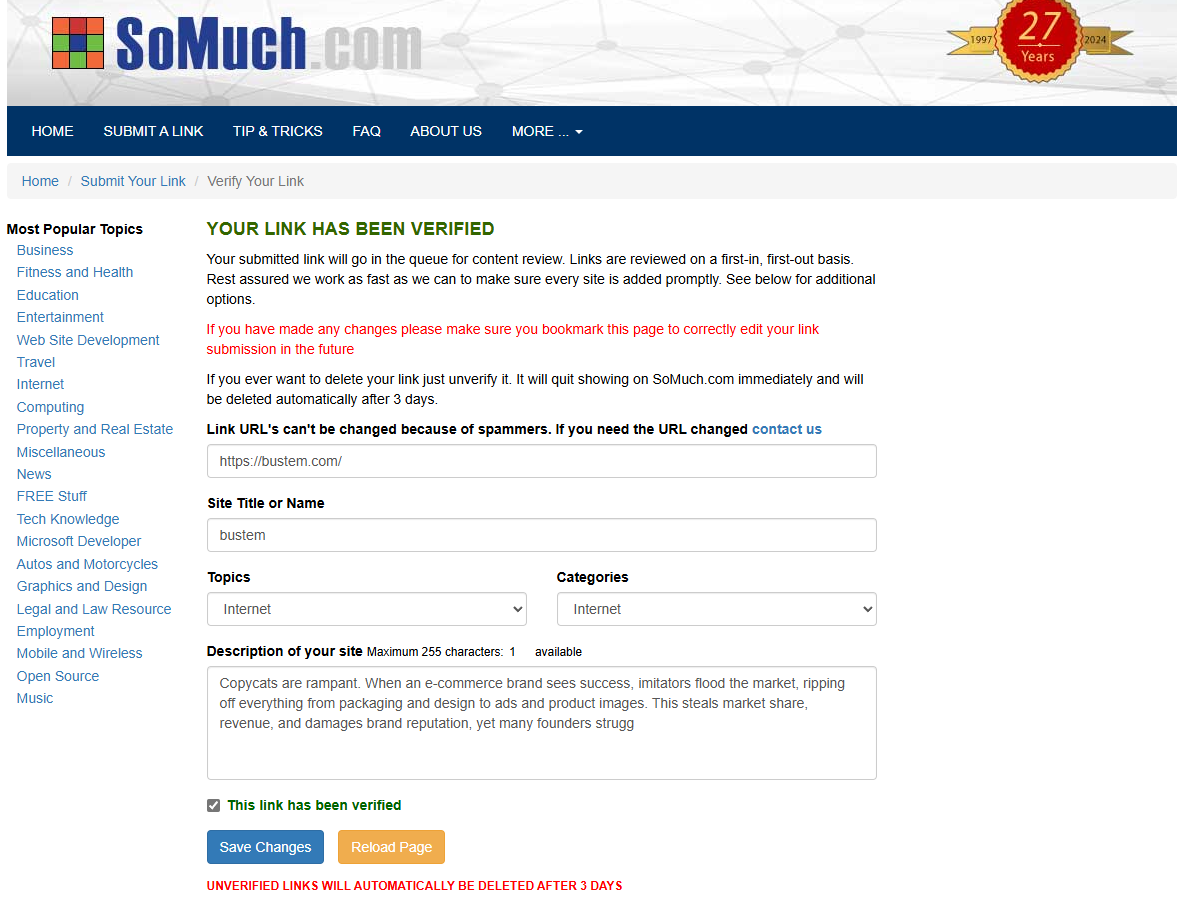 SoMuch.com
1997 27 Years 2024
HOME SUBMIT A LINK TIP & TRICKS FAQ ABOUT US MORE ...
Home / Submit Your Link / Verify Your Link
Most Popular Topics
Business
Fitness and Health
Education
Entertainment
Web Site Development
Travel
Internet
Computing
Property and Real Estate
Miscellaneous
News
FREE Stuff
Tech Knowledge
Microsoft Developer
Autos and Motorcycles
Graphics and Design
Legal and Law Resource
Employment
Mobile and Wireless
Open Source
Music
YOUR LINK HAS BEEN VERIFIED
Your submitted link will go in the queue for content review. Links are reviewed on a first-in, first-out basis.
Rest assured we work as fast as we can to make sure every site is added promptly. See below for additional
options.
If you have made any changes please make sure you bookmark this page to correctly edit your link
submission in the future
If you ever want to delete your link just unverify it. It will quit showing on SoMuch.com immediately and will
be deleted automatically after 3 days.
Link URL's can't be changed because of spammers. If you need the URL changed contact us
https://bustem.com/
Site Title or Name
bustem
Topics Categories
Internet Internet
Description of your site Maximum 255 characters: 1 available
Copycats are rampant. When an e-commerce brand sees success, imitators flood the market, ripping
off everything from packaging and design to ads and product images. This steals market share,
revenue, and damages brand reputation, yet many founders strugg
This link has been verified
Save Changes Reload Page
UNVERIFIED LINKS WILL AUTOMATICALLY BE DELETED AFTER 3 DAYS